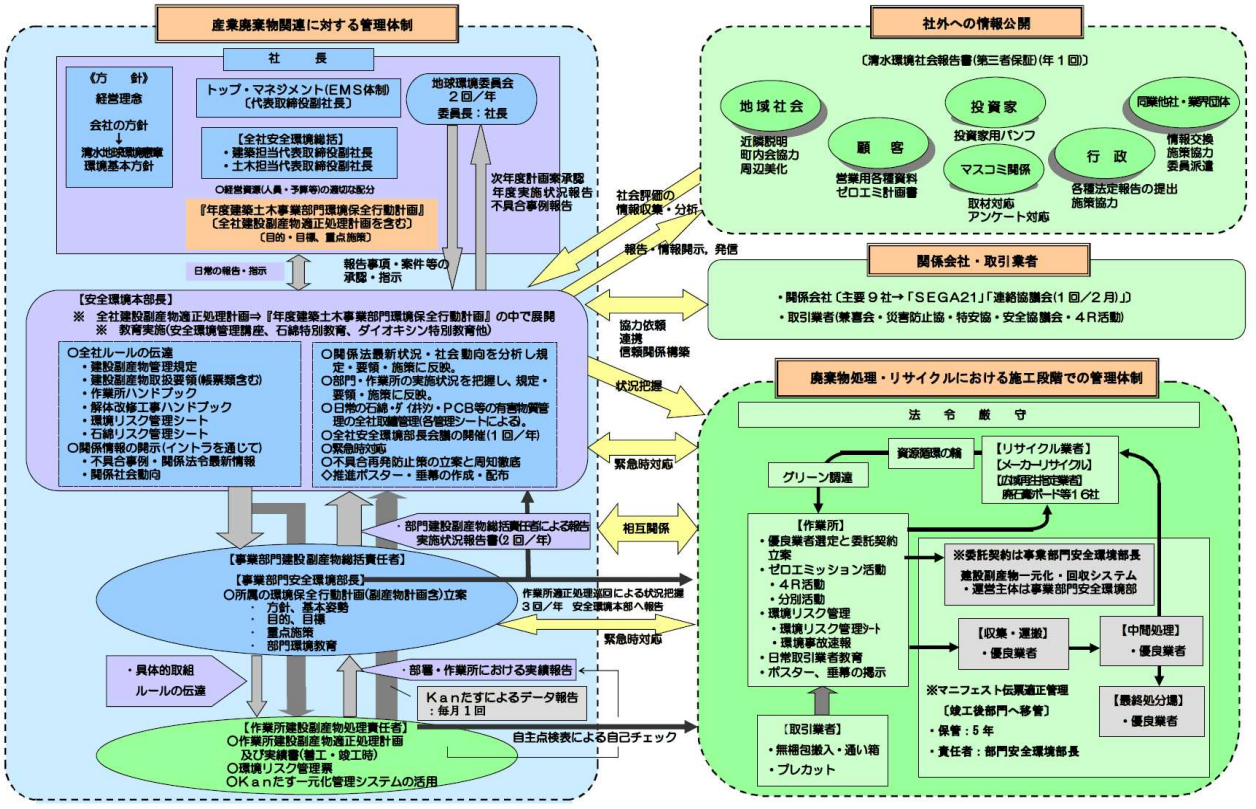 産業廃棄物関連に対する管理体制
社　長
《方　針》
経営理念
会社の方針
↓
清水地球環境憲章
環境基本方針
トップ・マネジメント(EMS体制)
〔代表取締役副社長〕
【全社安全環境総括】
・建築担当代表取締役副社長
・土木担当代表取締役副社長
○経営資源(人員・予算等)の適切な配分
『年度建築土木事業部門環境保全行動計画』
〔全社建設副産物適正処理計画を含む〕
〔目的・目標、重点施策〕
地球環境委員会
2回／年
委員長：社長
次年度計画案承認
年度実施状況報告
不具合事例報告
日常の報告・指示
報告事項・案件等の
承認・指示
【安全環境本部長】
※　全社建設副産物適正処理計画⇒『年度建築土木事業部門環境保全行動計画』の中で展開
※　教育実施(安全環境管理講座、石綿特別教育、ダイオキシン特別教育他)
○全社ルールの伝達
・建設副産物管理規定
・建設副産物取扱要領(帳票類含む)
・作業所ハンドブック
・解体改修工事ハンドブック
・環境リスク管理シート
・石綿リスク管理シート
○関係情報の開示(イントラを通じて)
・不具合事例・関係法令最新情報
・関係社会動向
○関係法最新状況・社会動向を分析し規
定・要領・施策に反映。
○部門・作業所の実施状況を把握し、規定・
要領・施策に反映。
○日常の石綿・ﾀﾞｲｵｷｼﾝ・PCB等の有害物質管
理の全社取纏管理(各管理シートによる。
○全社安全環境部長会議の開催(1回／年)
○緊急時対応
○不具合再発防止策の立案と周知徹底
◇推進ポスター・垂幕の作成・配布
・部門建設副産物総括責任者による報告
実施状況報告書(2回／年)
【事業部門建設副産物総括責任者】
【事業部門安全環境部長】
○所属の環境保全行動計画(副産物計画含)立案
・　方針、基本姿勢
・　目的、目標
・　重点施策
・　部門環境教育
・具体的取組
ルールの伝達
・部署・作業所における実績報告
Kanたすによるデータ報告
：毎月1回
【作業所建設副産物処理責任者】
○作業所建設副産物適正処理計画
及び実績書(着工・竣工時)
○環境リスク管理票
○Kanたす一元化管理システムの活用
社会評価の
情報収集・分析
報告・情報開示，発信
協力依頼
連携
信頼関係構築
状況把握
緊急時対応
相互関係
作業所適正処理巡回による状況把握
3回／年　安全環境本部へ報告
緊急時対応
自主点検表による自己チェック
社外への情報公開
〔清水環境社会報告書(第三者保証)(年1回)〕
地域社会
近隣説明
町内会協力
周辺美化
顧　客
営業用各種資料
ゼロエミ計画書
投資家
投資家用パンフ
マスコミ関係
取材対応
アンケート対応
行　政
各種法定報告の提出
施策協力
同業他社・業界団体
情報交換
施策協力
委員派遣
関係会社・取引業者
・関係会社〔主要9社→「SEGA21」「連絡協議会(1回／2月)」〕
・取引業者(兼喜会・災害防止協・特安協・安全協議会・4R活動)
廃棄物処理・リサイクルにおける施工段階での管理体制
法　令　厳　守
資源循環の輪
グリーン調達
【リサイクル業者】
【メーカーリサイクル】
【広域再生指定業者】
廃石膏ボード等16社
【作業所】
・優良業者選定と委託契約
立案
・ゼロエミッション活動
・4R活動
・分別活動
・環境リスク管理
・環境リスク管理ｼｰﾄ
・環境事故速報
・日常取引業者教育
・ポスター、垂幕の掲示
※委託契約は事業部門安全環境部長
建設副産物一元化・回収システム
・運営主体は事業部門安全環境部
【収集・運搬】
・優良業者
【中間処理】
・優良業者
【最終処分場】
・優良業者
※マニフェスト伝票適正管理
〔竣工後部門へ移管〕
・保管：5年
・責任者：部門安全環境部長
【取引業者】
・無梱包搬入・通い箱
・プレカット